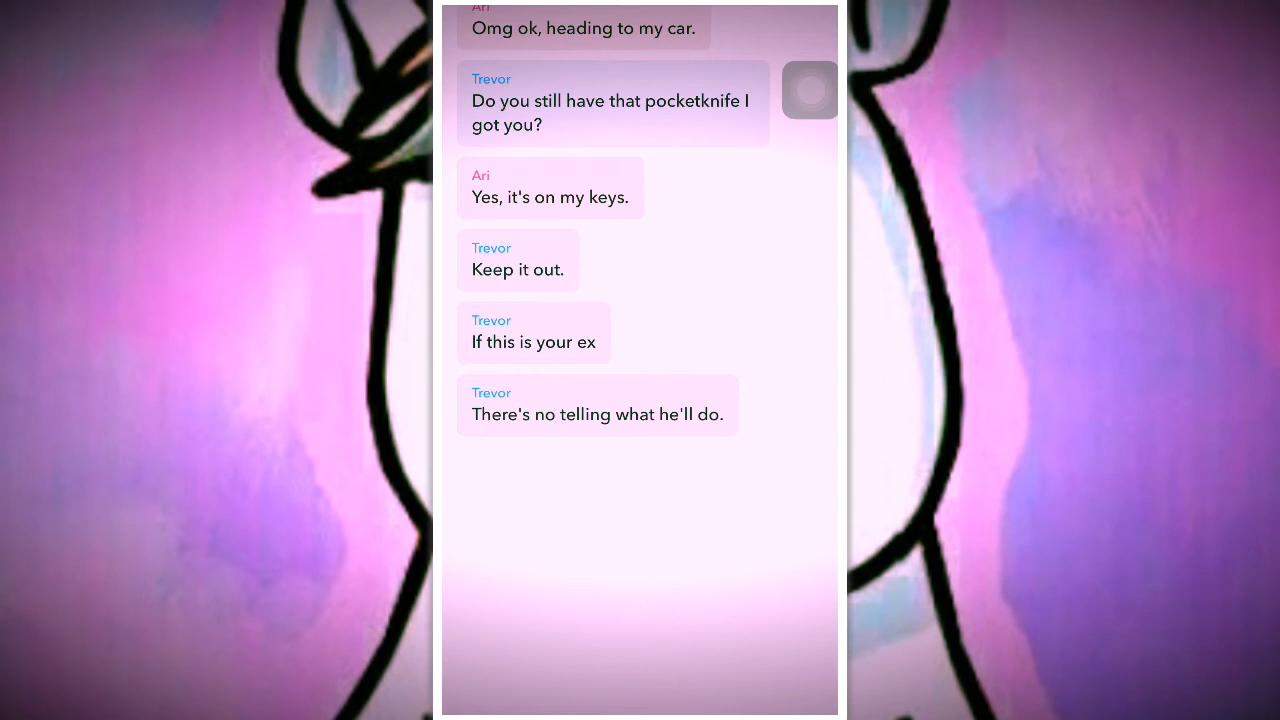 Ari
Omg ok, heading to my car.
Trevor
Do you still have that pocketknife I
got you?
Ari
Yes, it's on my keys.
Trevor
Keep it out.
Trevor
If this is your ex
Trevor
There's no telling what he'll do.